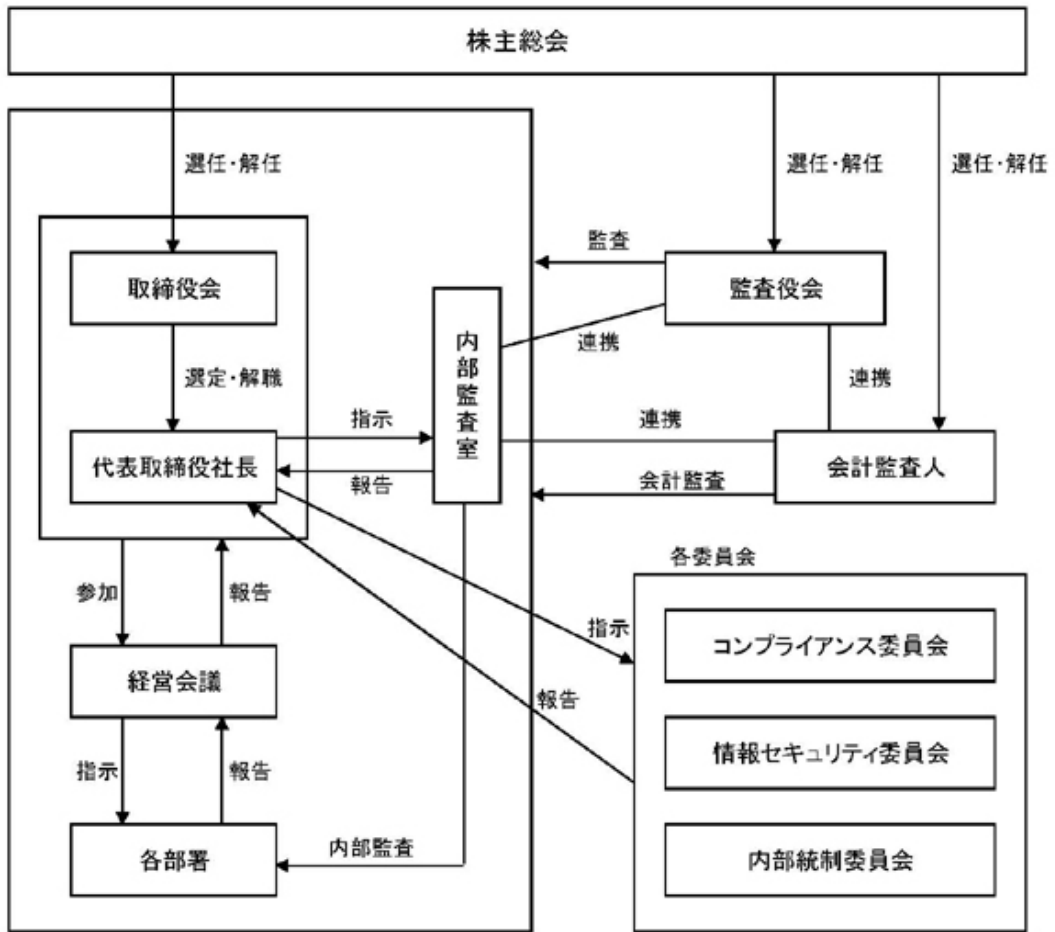 株主総会
選任・解任
選任・解任
選任・解任
取締役会
監査
監査役会
内部監査室
連携
選定・解職
連携
指示
連携
代表取締役社長
会計監査人
報告
会計監査
各委員会
参加
報告
指示
コンプライアンス委員会
経営会議
報告
情報セキュリティ委員会
指示
報告
各部署
内部監査
内部統制委員会